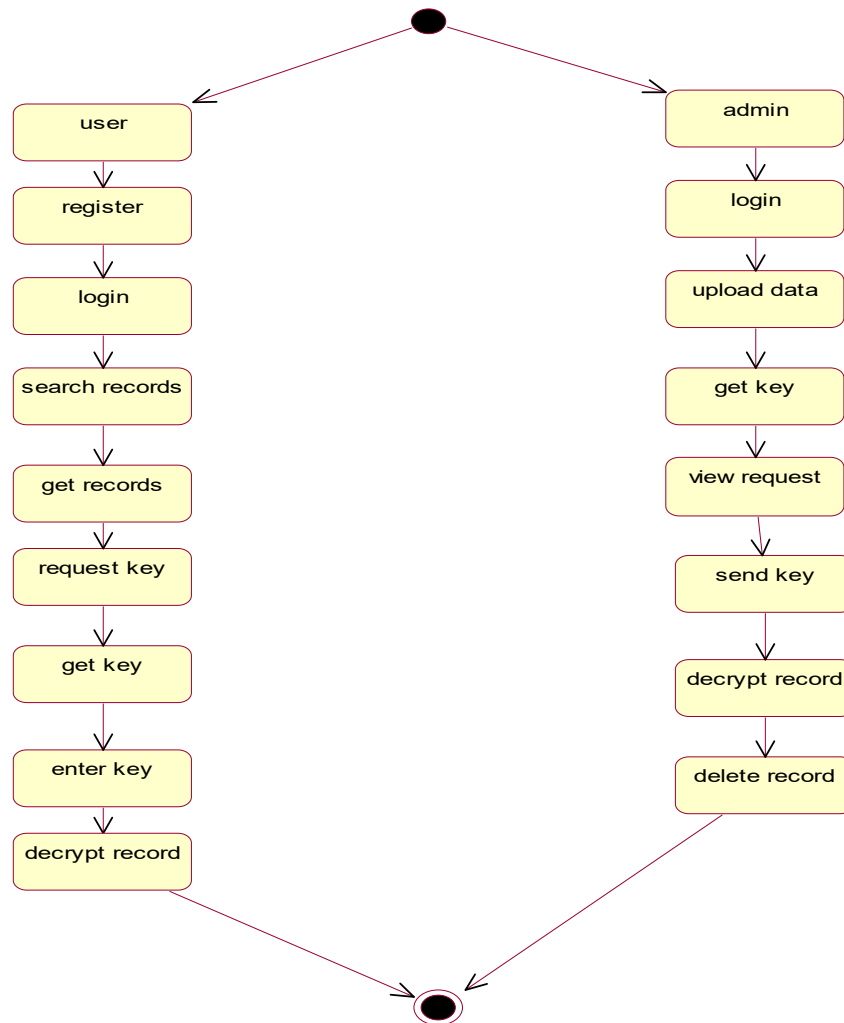 user
register
login
search records
get records
request key
get key
enter key
decrypt record
admin
login
upload data
get key
view request
send key
decrypt record
delete record